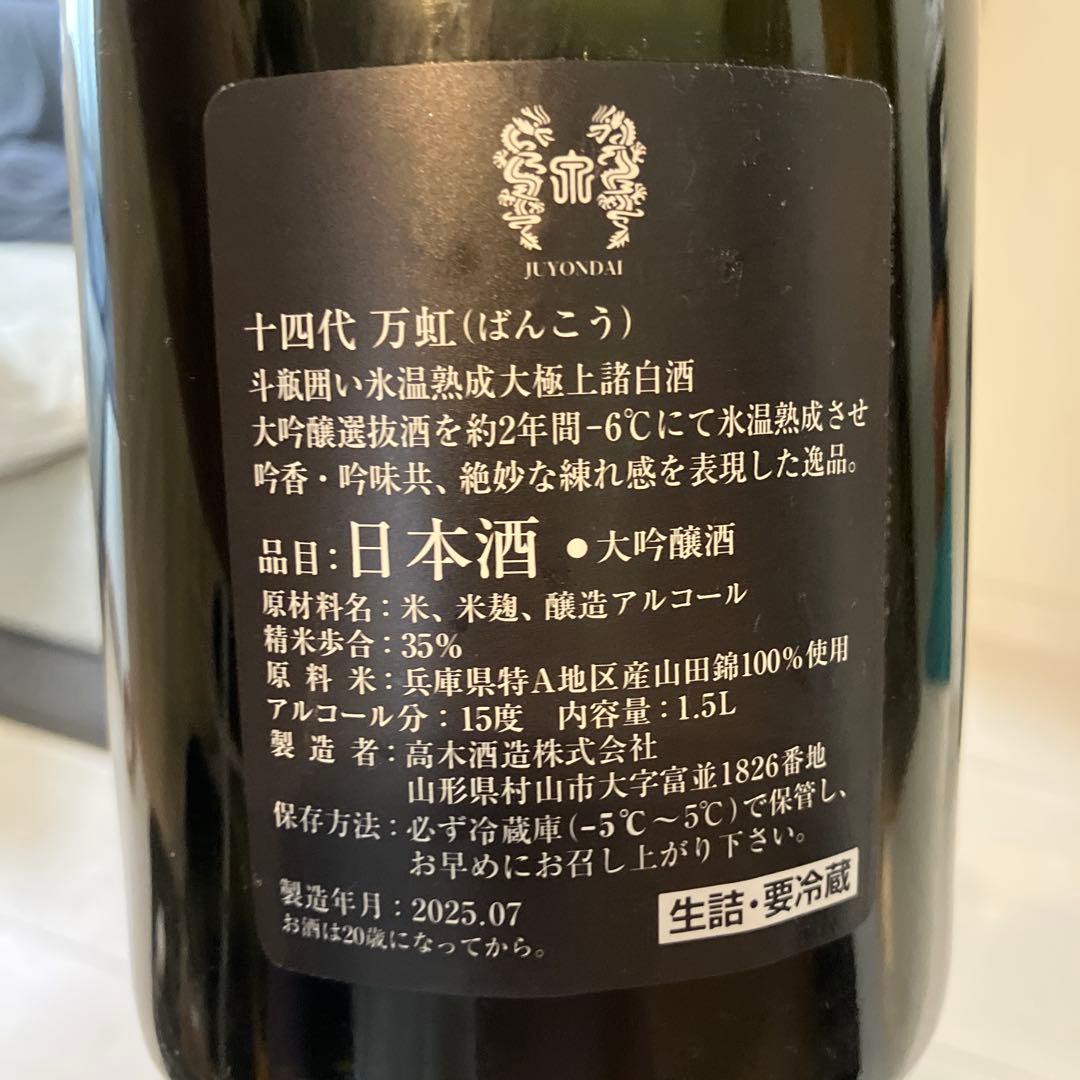 JUYONDAI
十四代 万虹(ばんこう)
斗瓶囲い氷温熟成大極上諸白酒
大吟醸選抜酒を約2年間-6℃にて氷温熟成させ
吟香・吟味共、絶妙な練れ感を表現した逸品。
品目：日本酒 ●大吟醸酒
原材料名：米、米麹、醸造アルコール
精米歩合：35%
原料米：兵庫県特A地区産山田錦100%使用
アルコール分：15度 内容量：1.5L
製造者：高木酒造株式会社
山形県村山市大字富並1826番地
保存方法：必ず冷蔵庫(-5℃～5℃)で保管し、
お早めにお召し上がり下さい。
製造年月：2025.07
生詰・要冷蔵
お酒は20歳になってから。